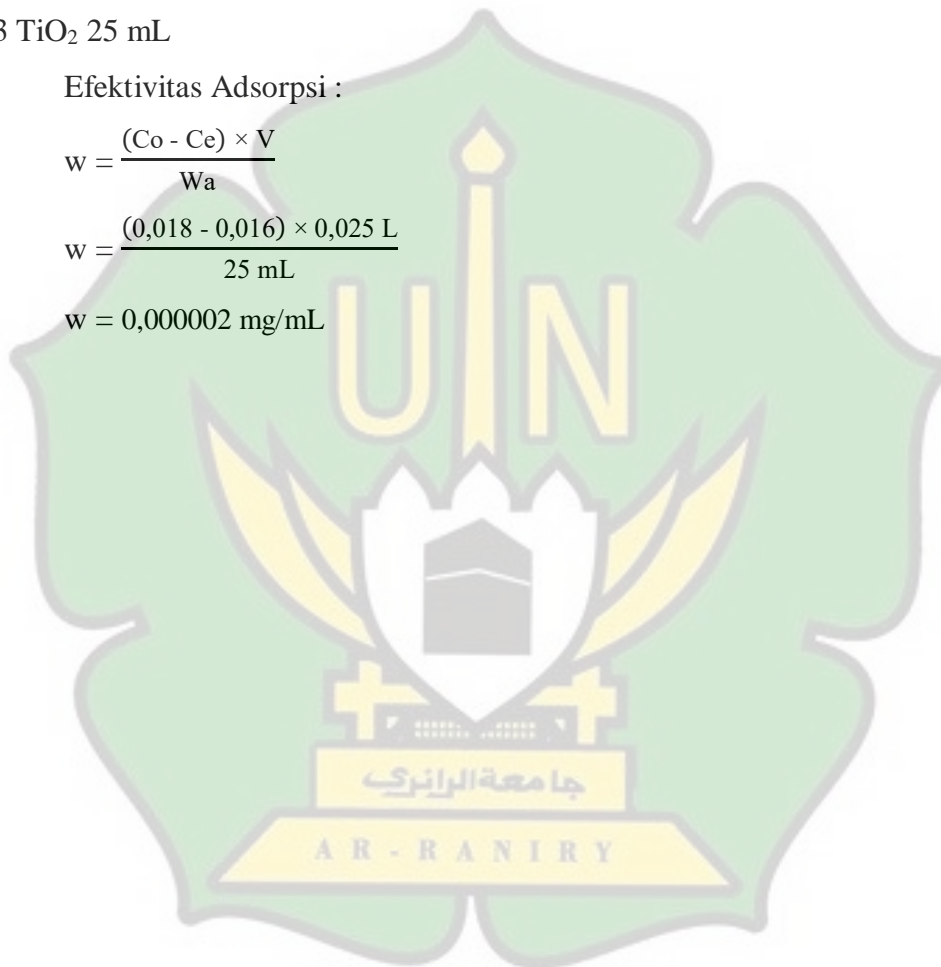 3 TiO₂ 25 mL
Efektivitas Adsorpsi :
w = (Co - Ce) × V / Wa
w = (0,018 - 0,016) × 0,025 L / 25 mL
w = 0,000002 mg/mL
UIN
جامعة الرانري
AR-RANIRY